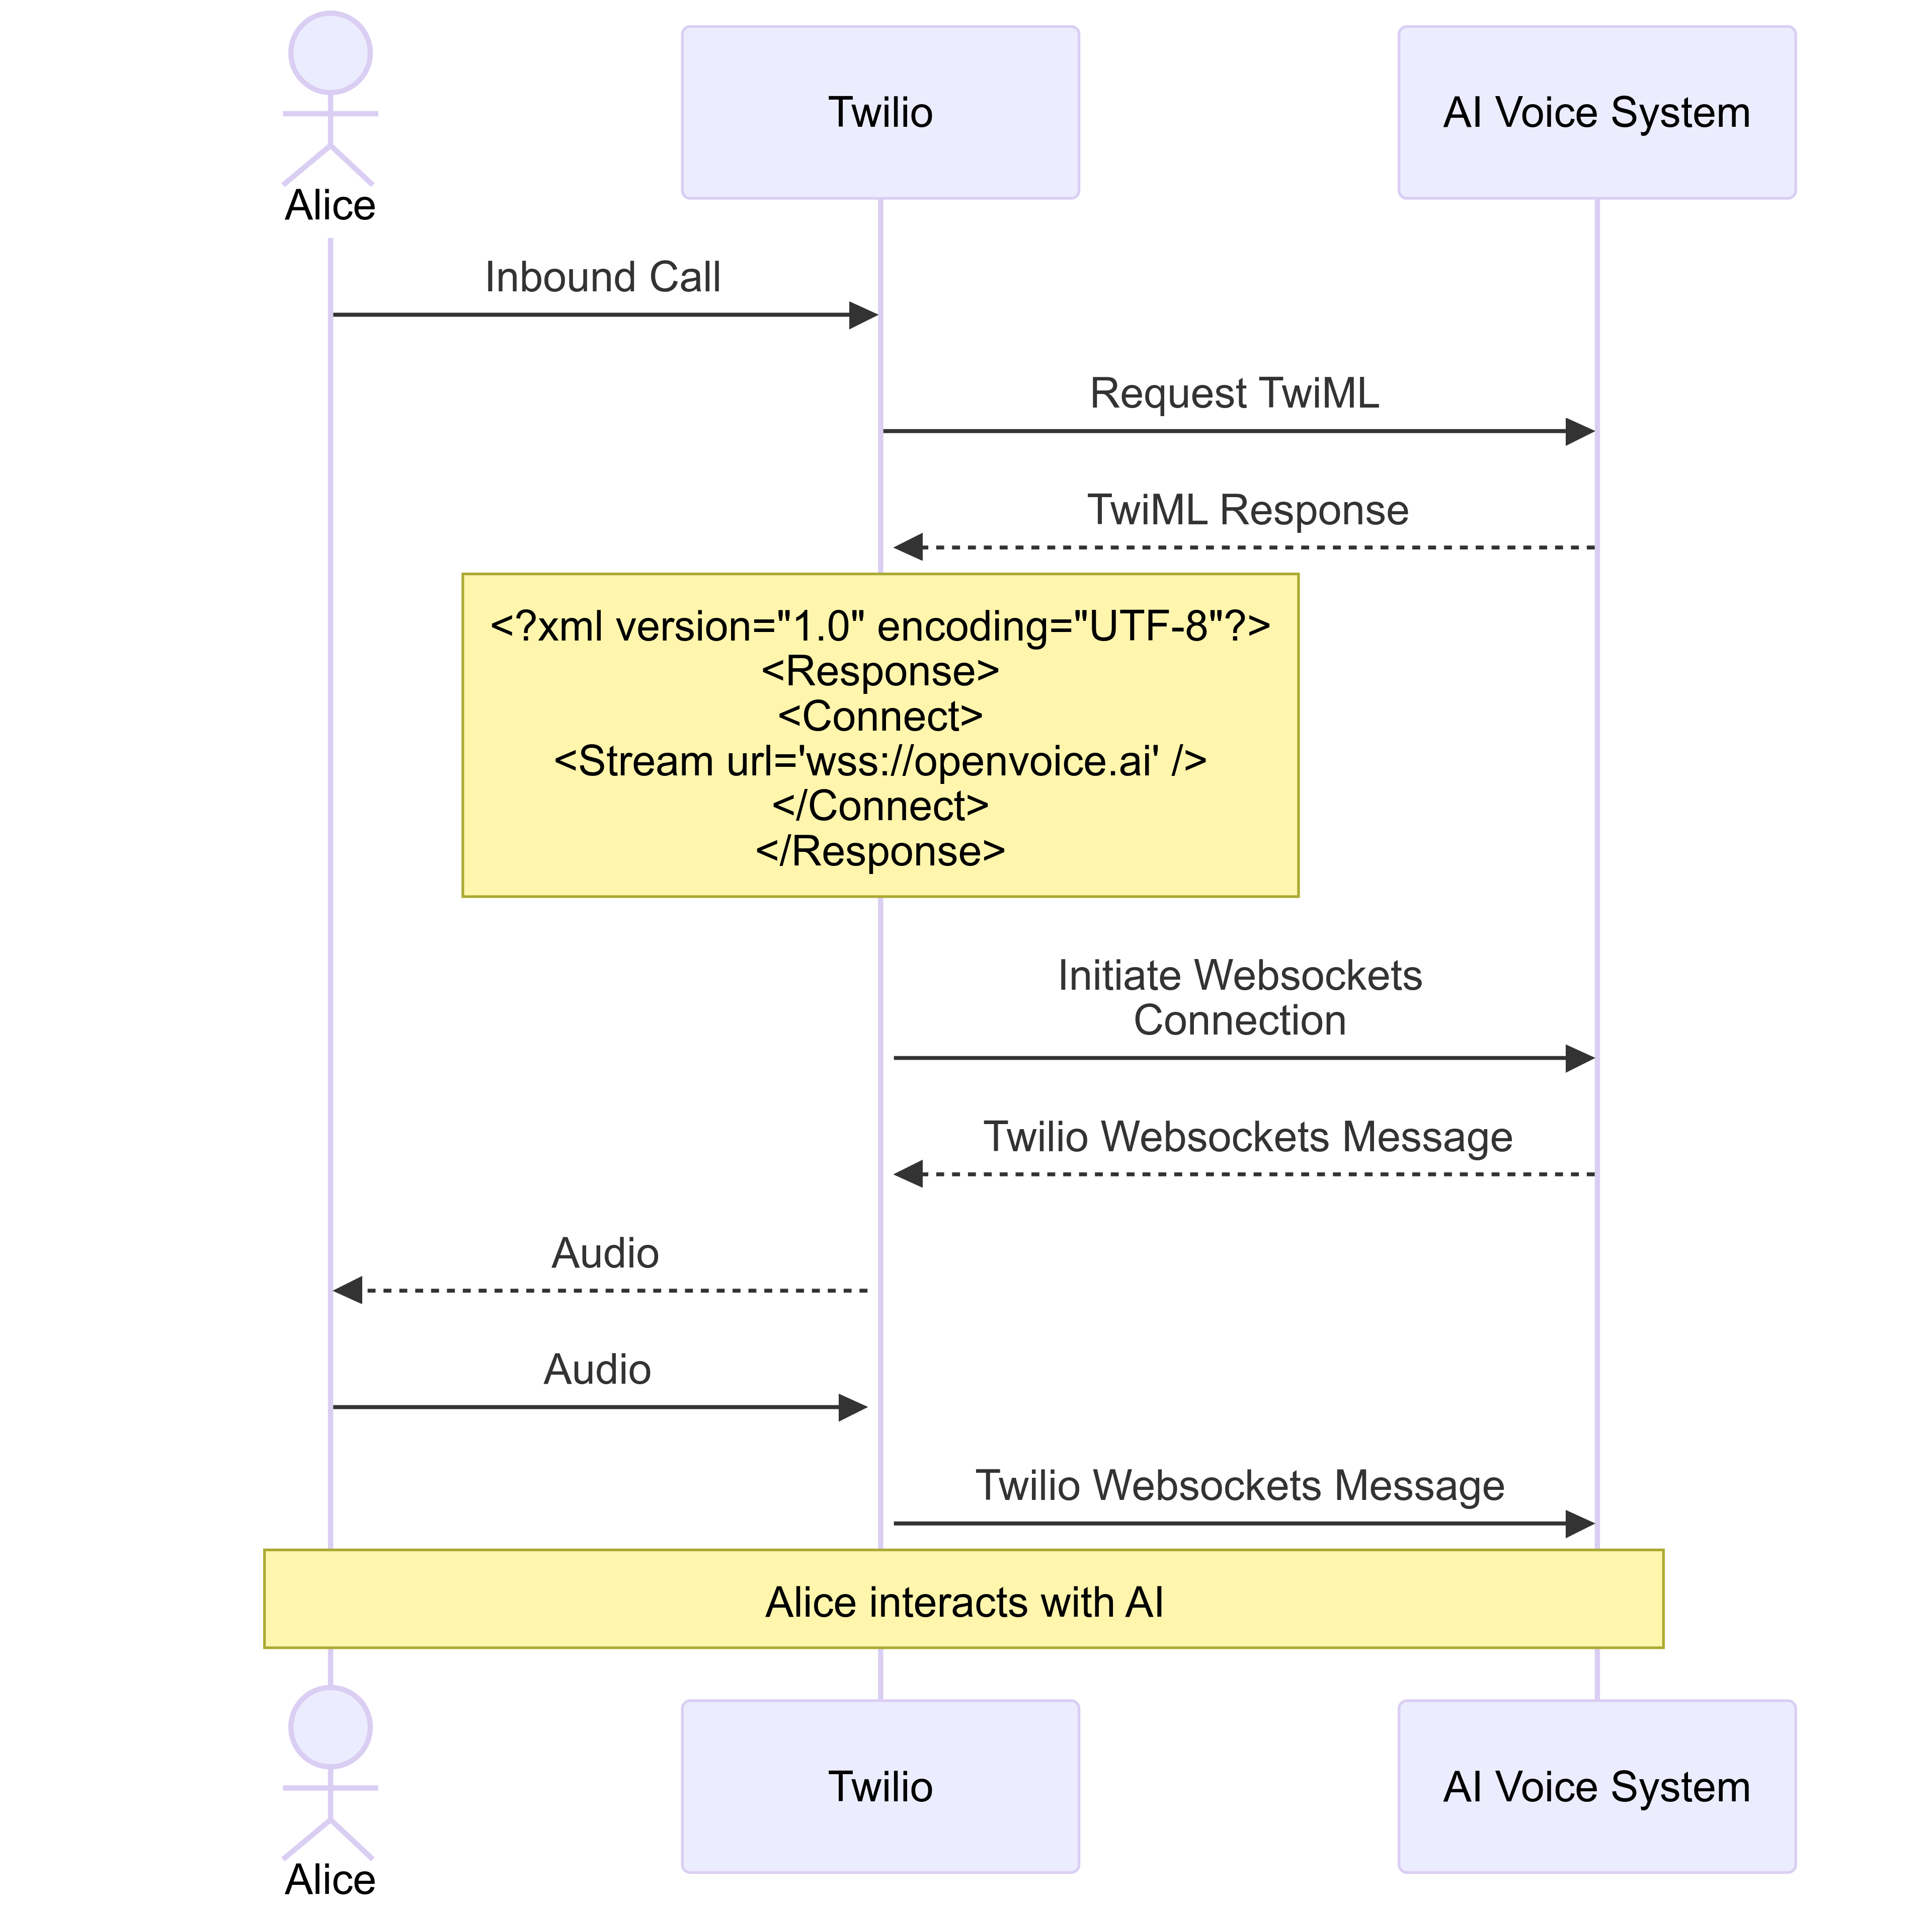 Alice
Twilio
AI Voice System
Inbound Call
Request TwiML
TwiML Response
<?xml version="1.0" encoding="UTF-8"?>
<Response>
<Connect>
<Stream url='wss://openvoice.ai' />
</Connect>
</Response>
Initiate Websockets
Connection
Twilio Websockets Message
Audio
Audio
Twilio Websockets Message
Alice interacts with AI
Alice
Twilio
AI Voice System